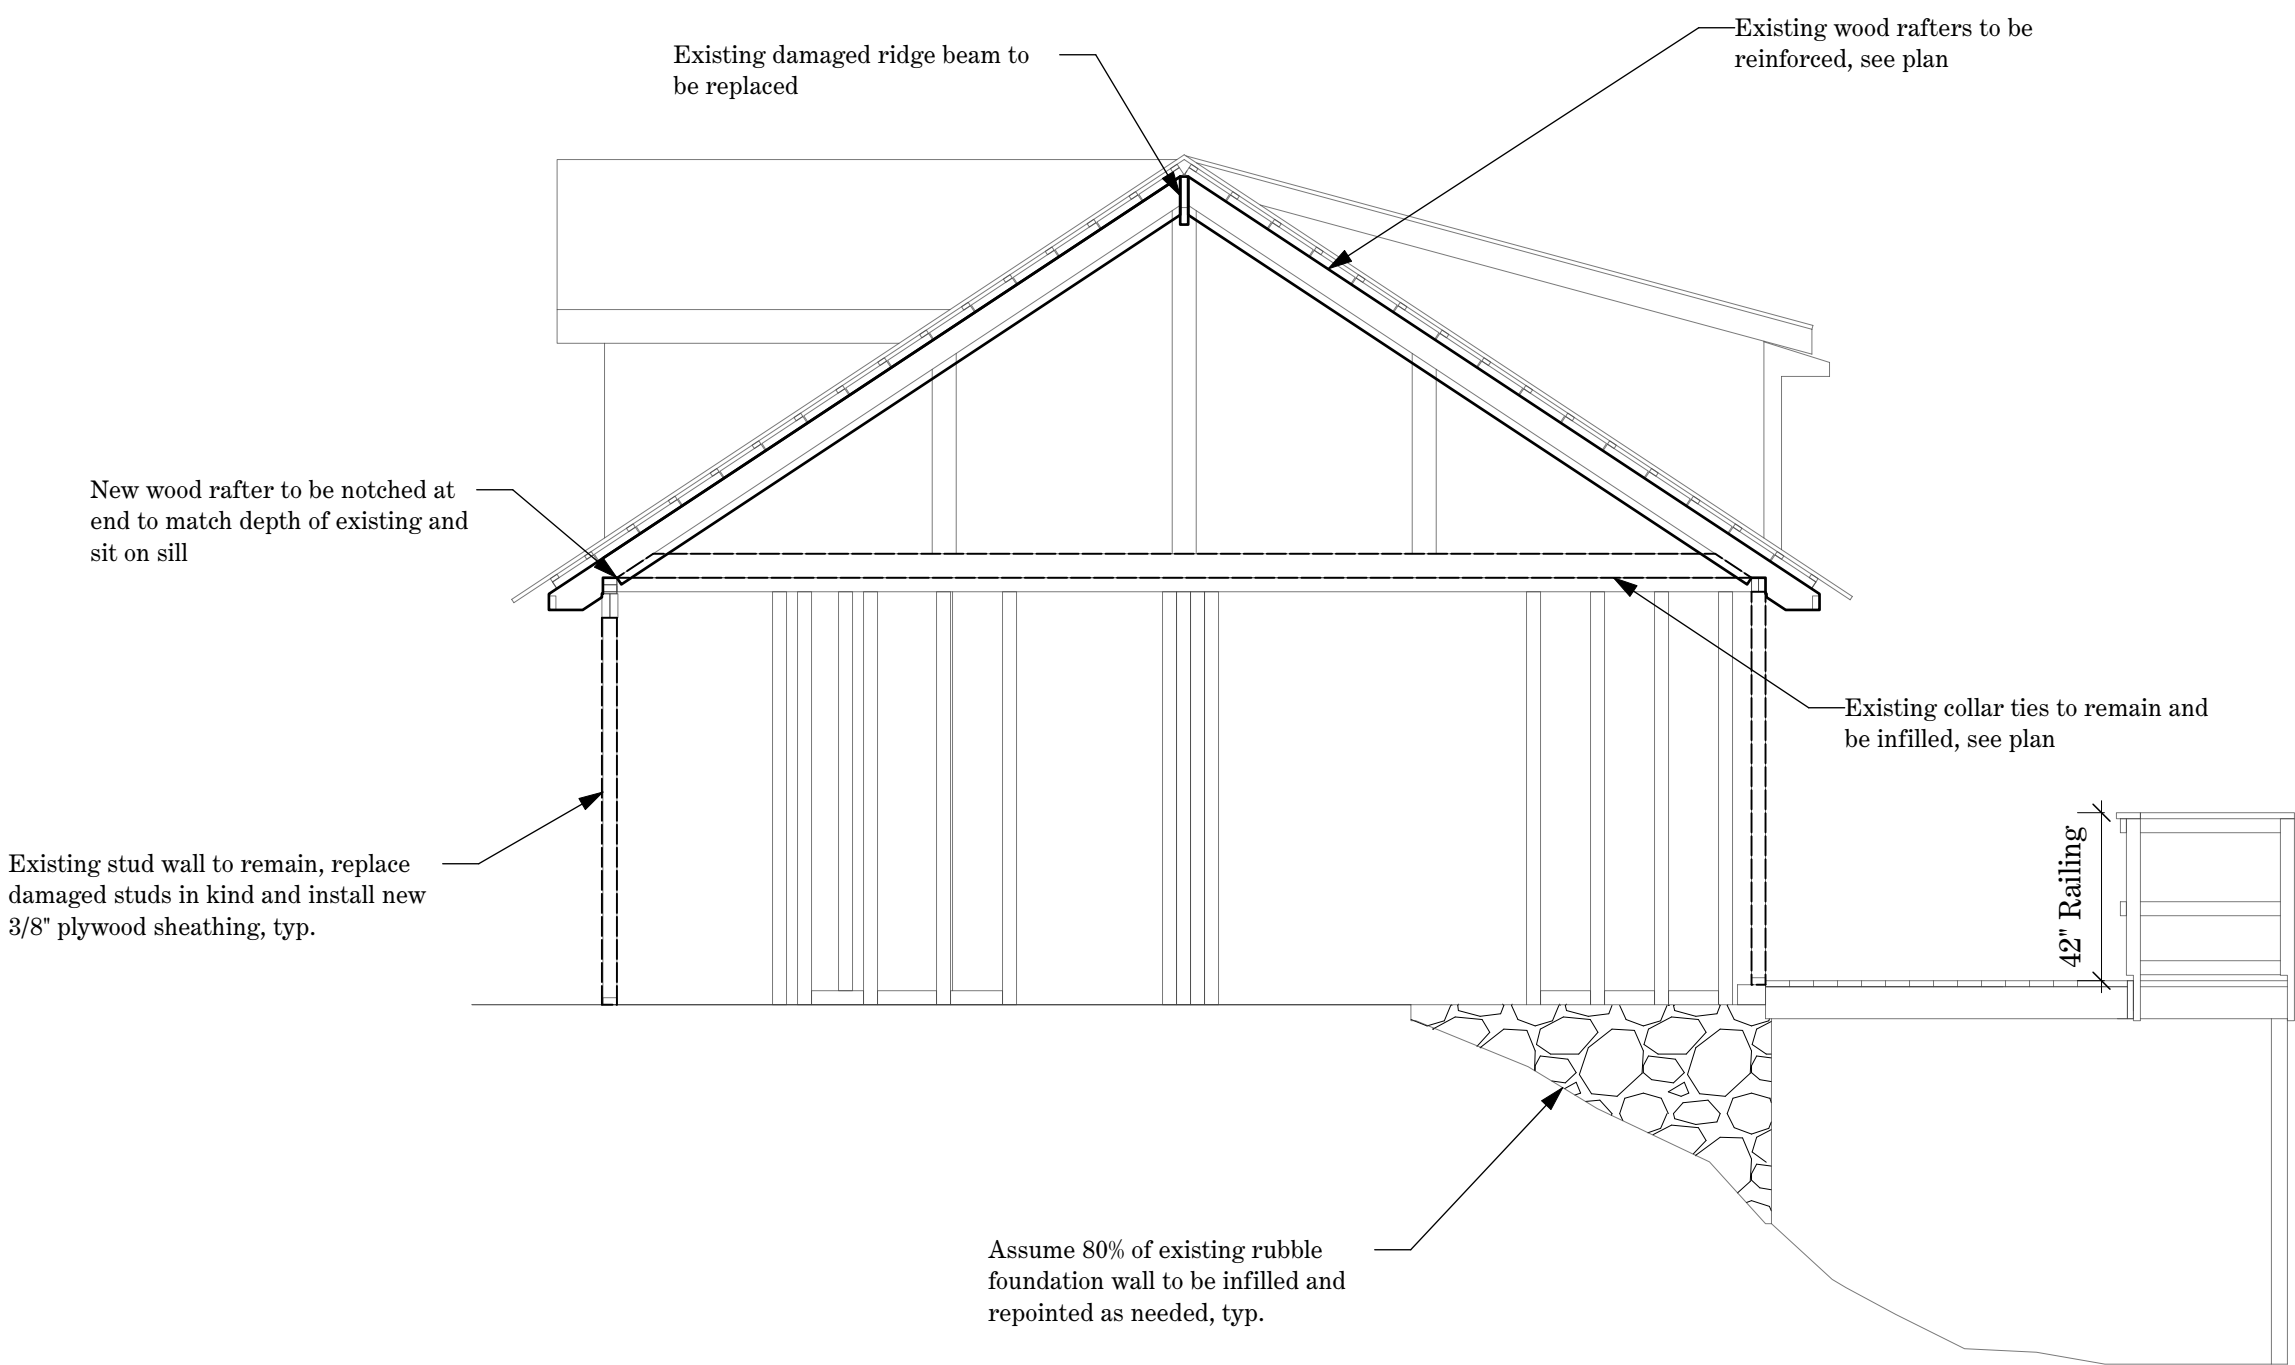 Existing wood rafters to be
reinforced, see plan
Existing damaged ridge beam to
be replaced
New wood rafter to be notched at
end to match depth of existing and
sit on sill
Existing collar ties to remain and
be infilled, see plan
42" Railing
Existing stud wall to remain, replace
damaged studs in kind and install new
3/8" plywood sheathing, typ.
Assume 80% of existing rubble
foundation wall to be infilled and
repointed as needed, typ.